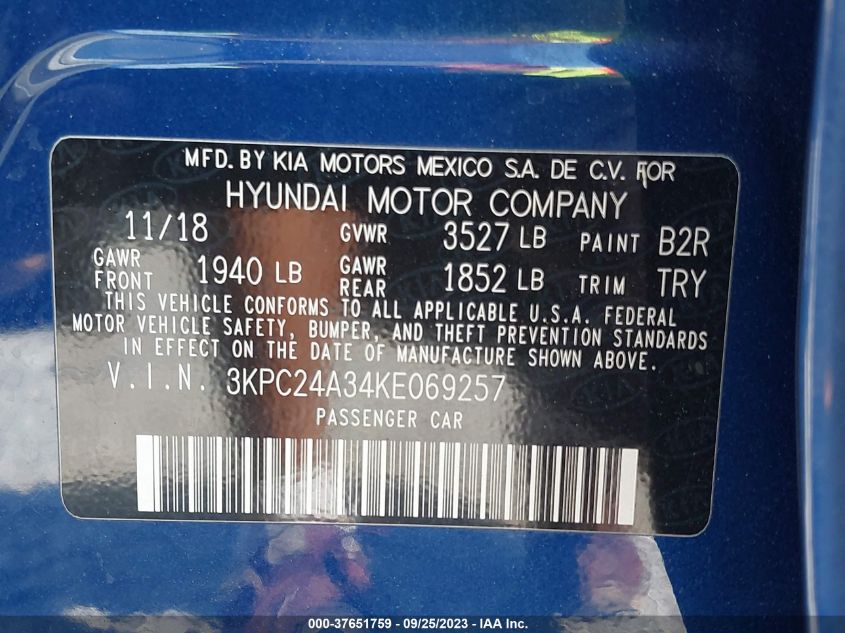 MFD. BY KIA MOTORS MEXICO S.A. DE C.V. FOR
HYUNDAI MOTOR COMPANY
11/18 GVWR 3527 LB PAINT B2R
GAWR FRONT 1940 LB GAWR REAR 1852 LB TRIM TRY
THIS VEHICLE CONFORMS TO ALL APPLICABLE U.S.A. FEDERAL
MOTOR VEHICLE SAFETY, BUMPER, AND THEFT PREVENTION STANDARDS
IN EFFECT ON THE DATE OF MANUFACTURE SHOWN ABOVE.
V.I.N. 3KPC24A34KE069257
PASSENGER CAR
000-37651759 - 09/25/2023 - IAA Inc.